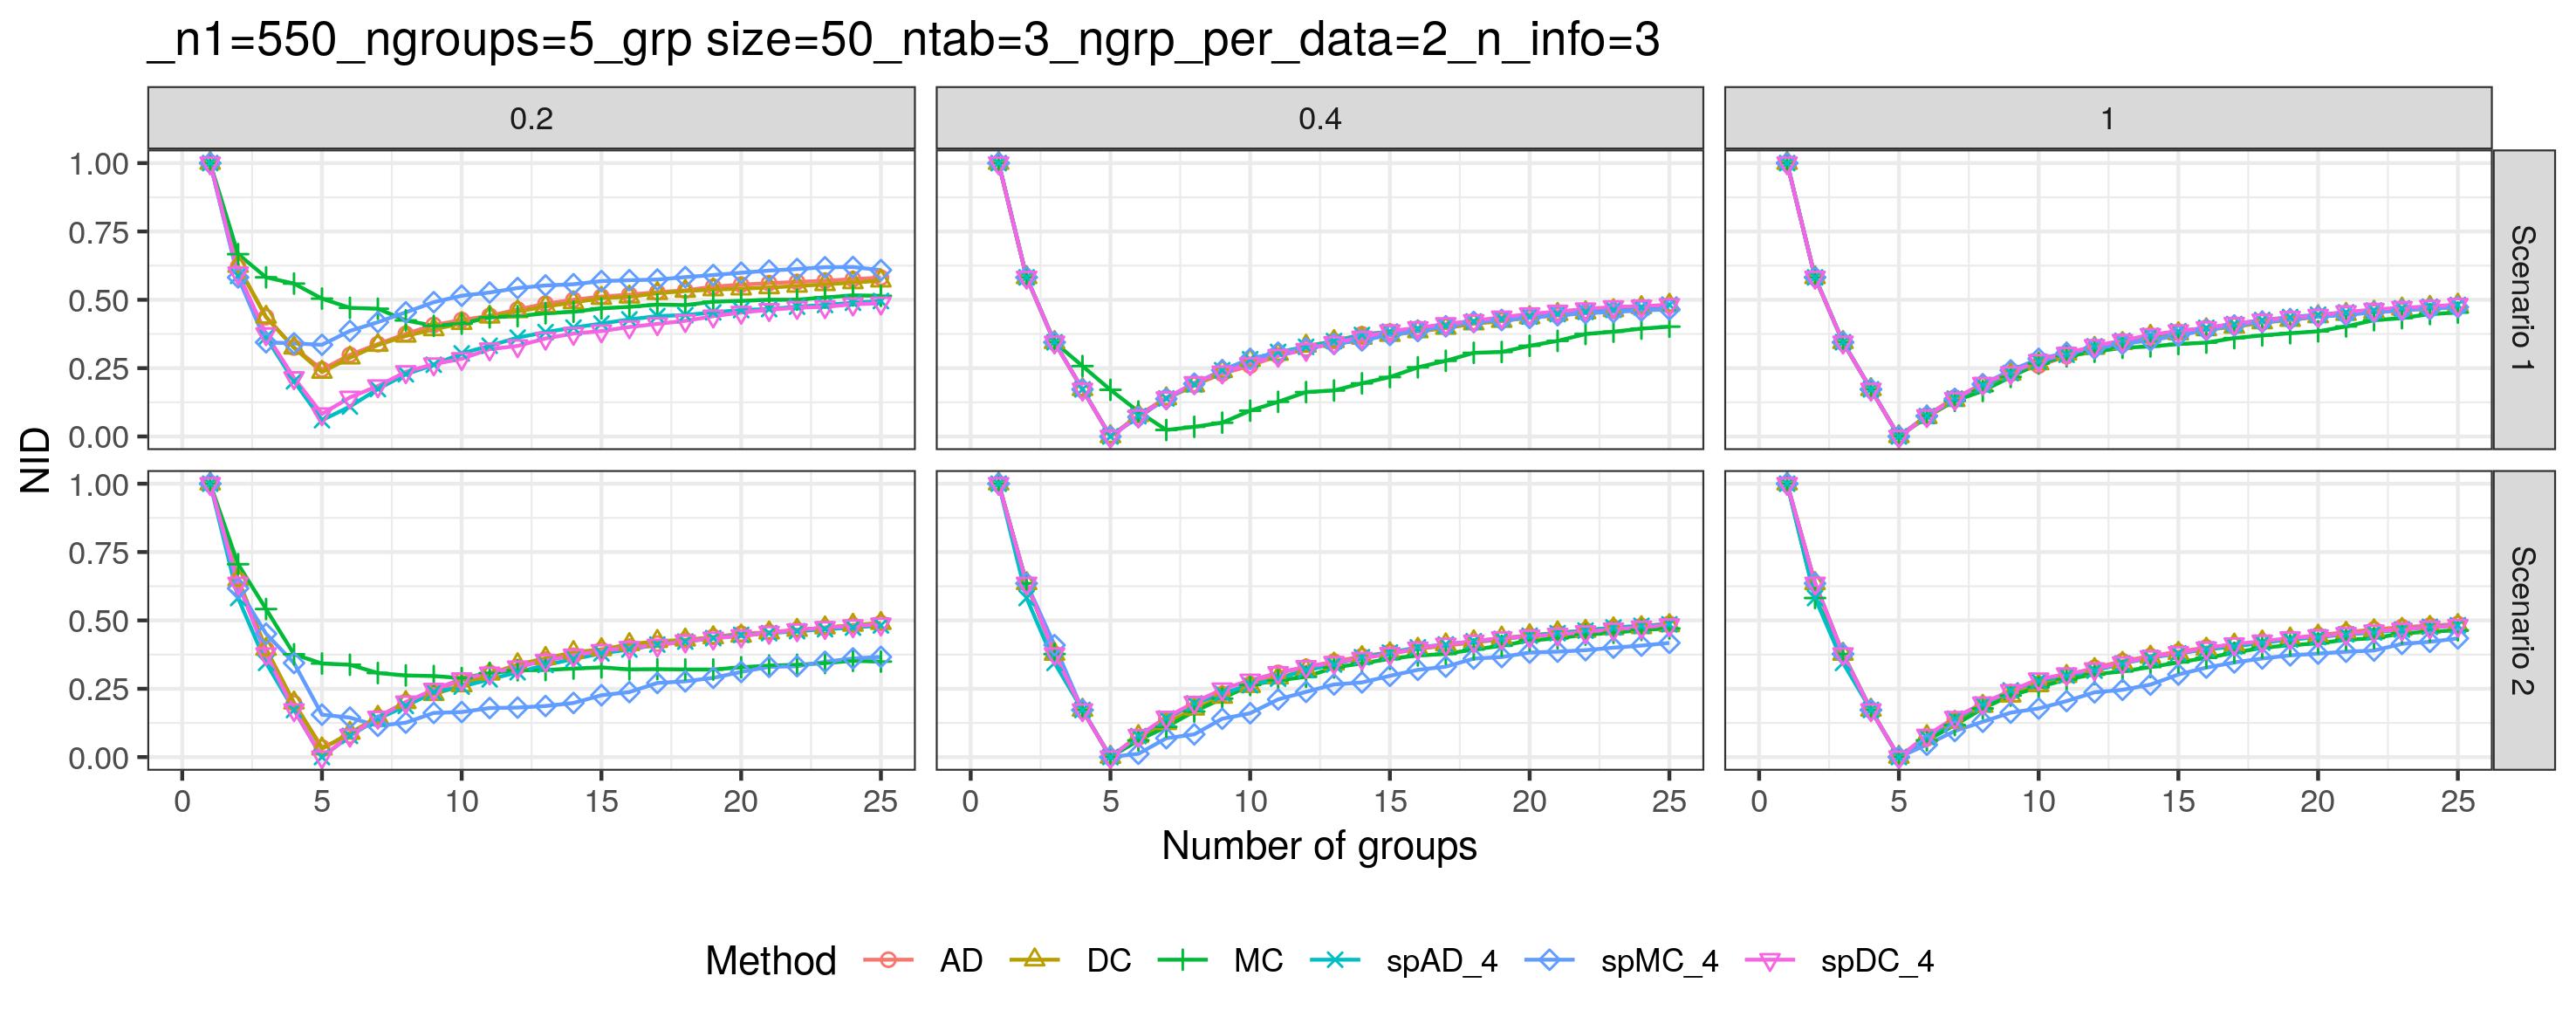 _n1=550_ngroups=5_grp size=50_ntab=3_ngrp_per_data=2_n_info=3
0.2 0.4 1
1.00
0.75
0.50
0.25
0.00
Scenario 1
NID
1.00
0.75
0.50
0.25
0.00
Scenario 2
0 5 10 15 20 25 0 5 10 15 20 25 0 5 10 15 20 25
Number of groups
Method AD DC MC spAD_4 spMC_4 spDC_4